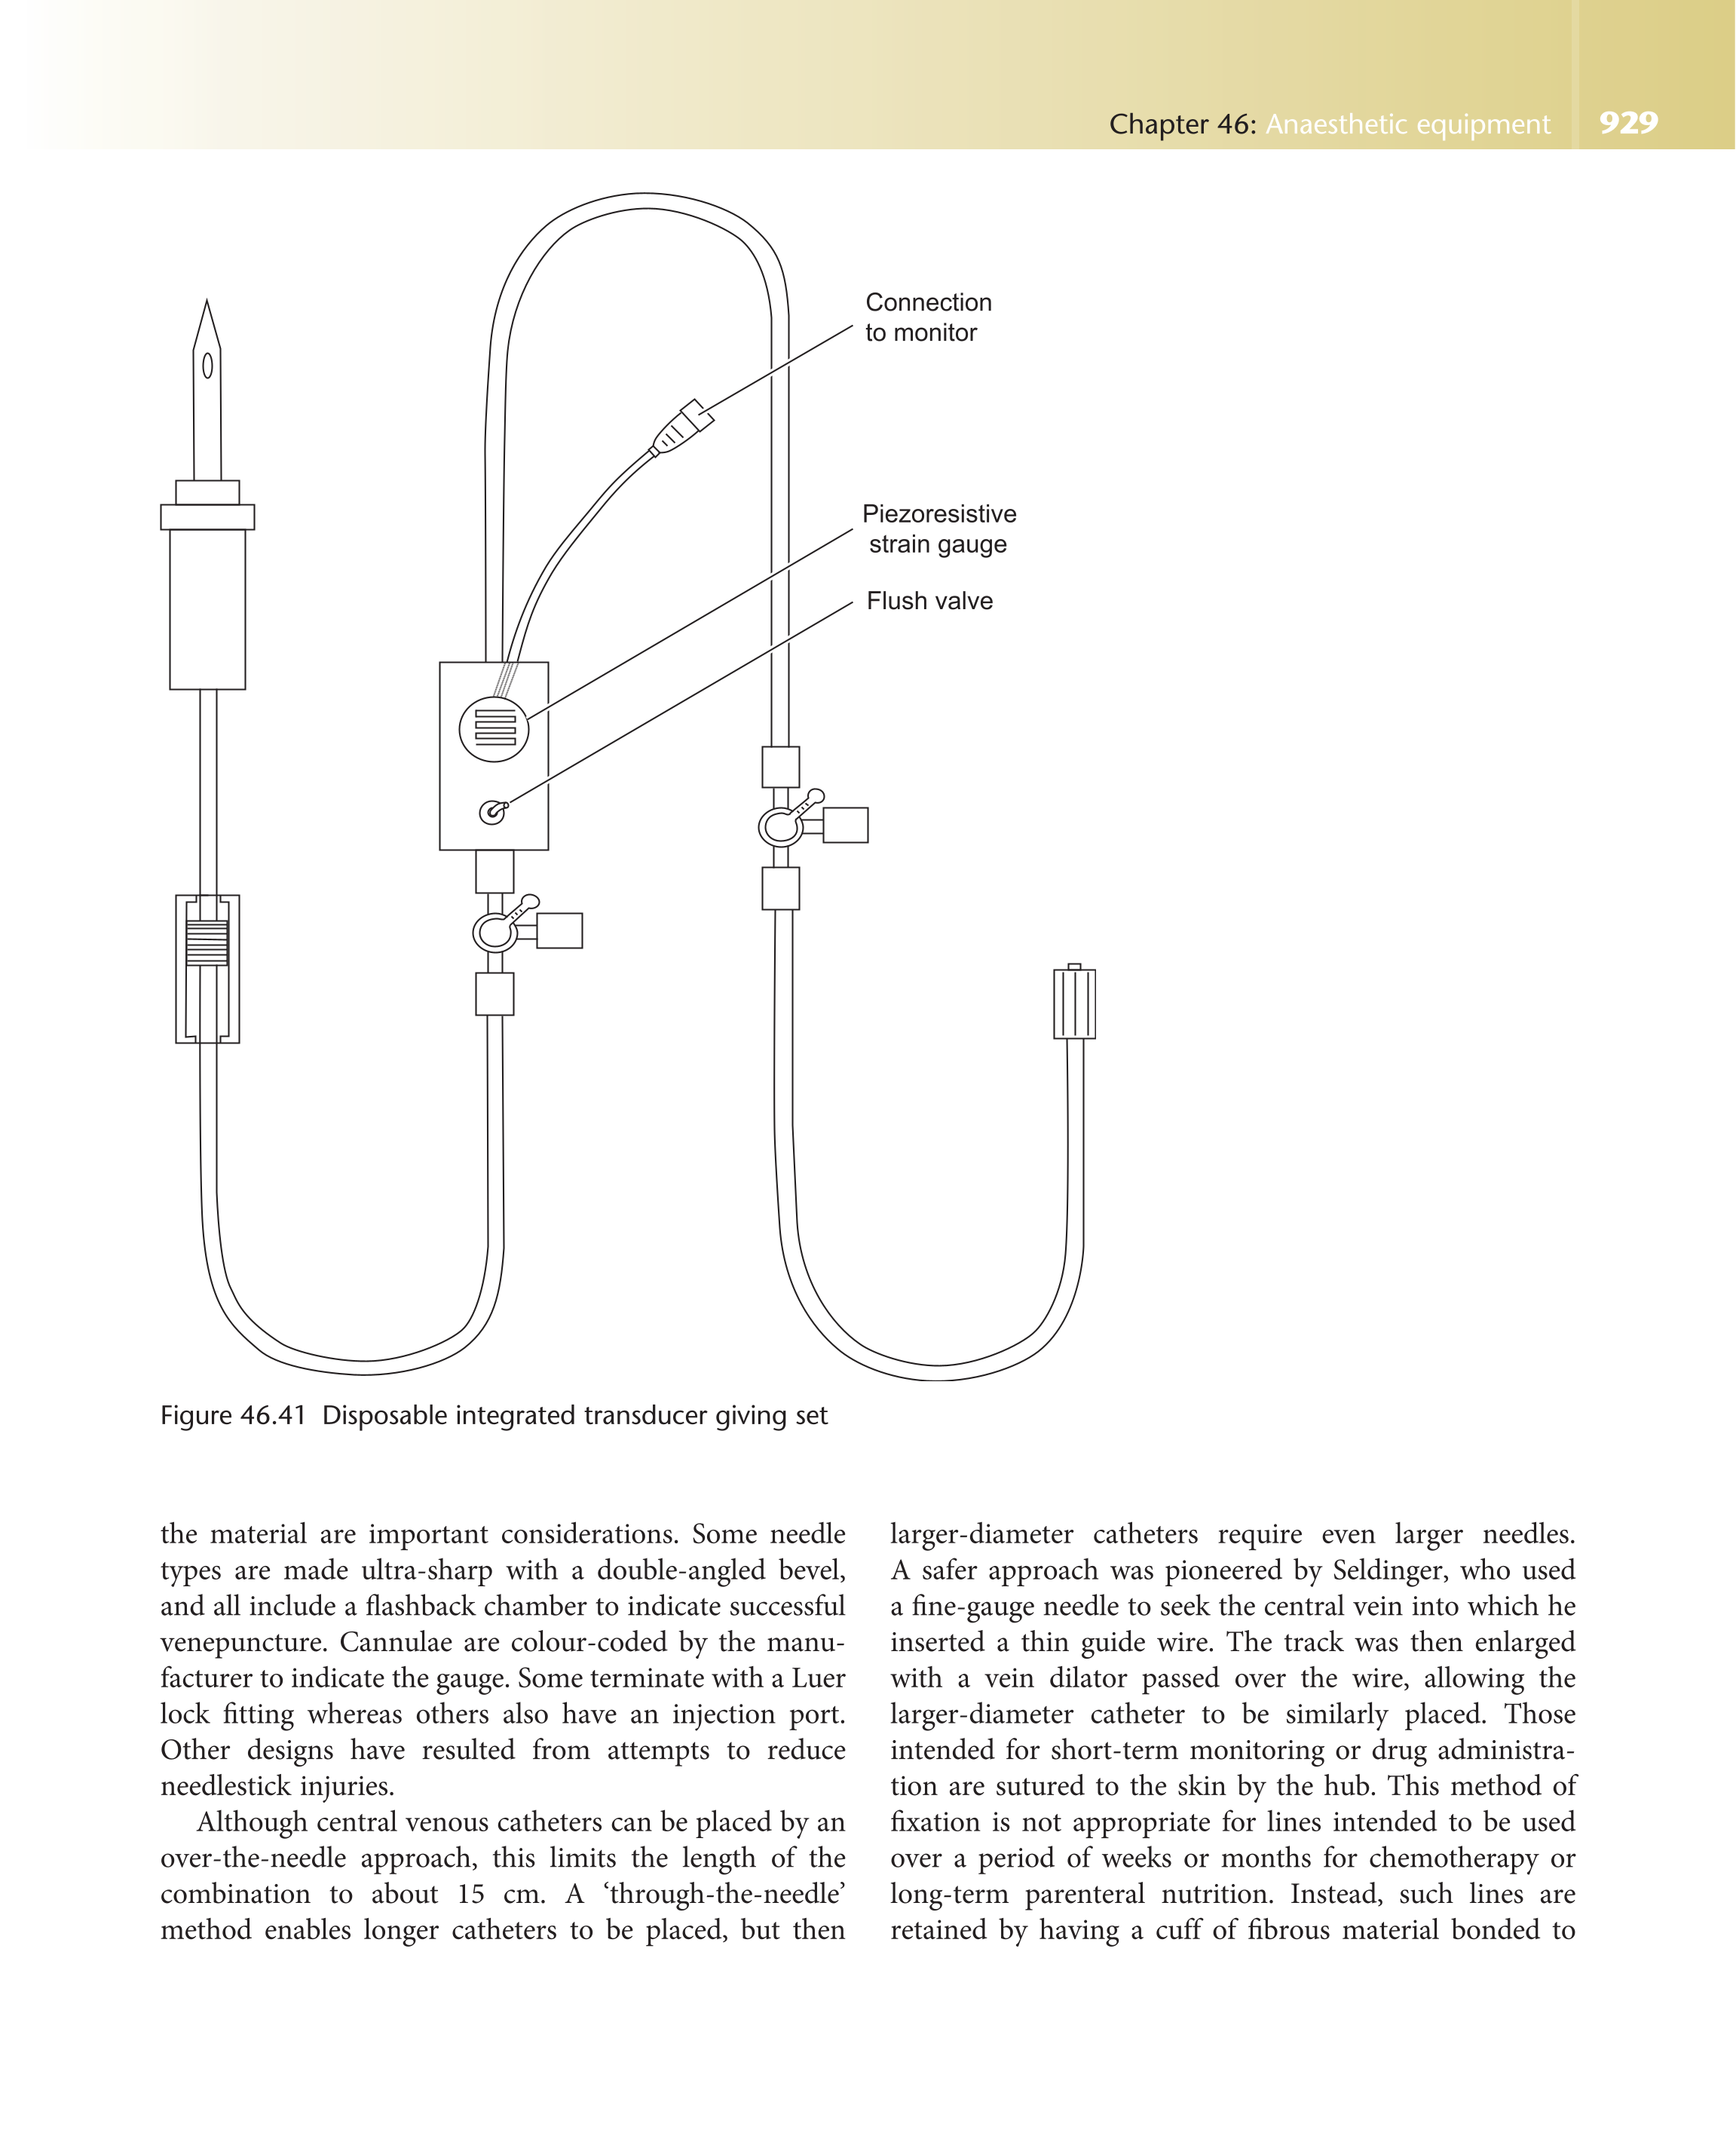 Chapter 46: Anaesthetic equipment 929
Connection
to monitor
Piezoresistive
strain gauge
Flush valve
Figure 46.41 Disposable integrated transducer giving set
the material are important considerations. Some needle
types are made ultra-sharp with a double-angled bevel,
and all include a flashback chamber to indicate successful
venepuncture. Cannulae are colour-coded by the manu-
facturer to indicate the gauge. Some terminate with a Luer
lock fitting whereas others also have an injection port.
Other designs have resulted from attempts to reduce
needlestick injuries.
Although central venous catheters can be placed by an
over-the-needle approach, this limits the length of the
combination to about 15 cm. A ‘through-the-needle’
method enables longer catheters to be placed, but then
larger-diameter catheters require even larger needles.
A safer approach was pioneered by Seldinger, who used
a fine-gauge needle to seek the central vein into which he
inserted a thin guide wire. The track was then enlarged
with a vein dilator passed over the wire, allowing the
larger-diameter catheter to be similarly placed. Those
intended for short-term monitoring or drug administra-
tion are sutured to the skin by the hub. This method of
fixation is not appropriate for lines intended to be used
over a period of weeks or months for chemotherapy or
long-term parenteral nutrition. Instead, such lines are
retained by having a cuff of fibrous material bonded to